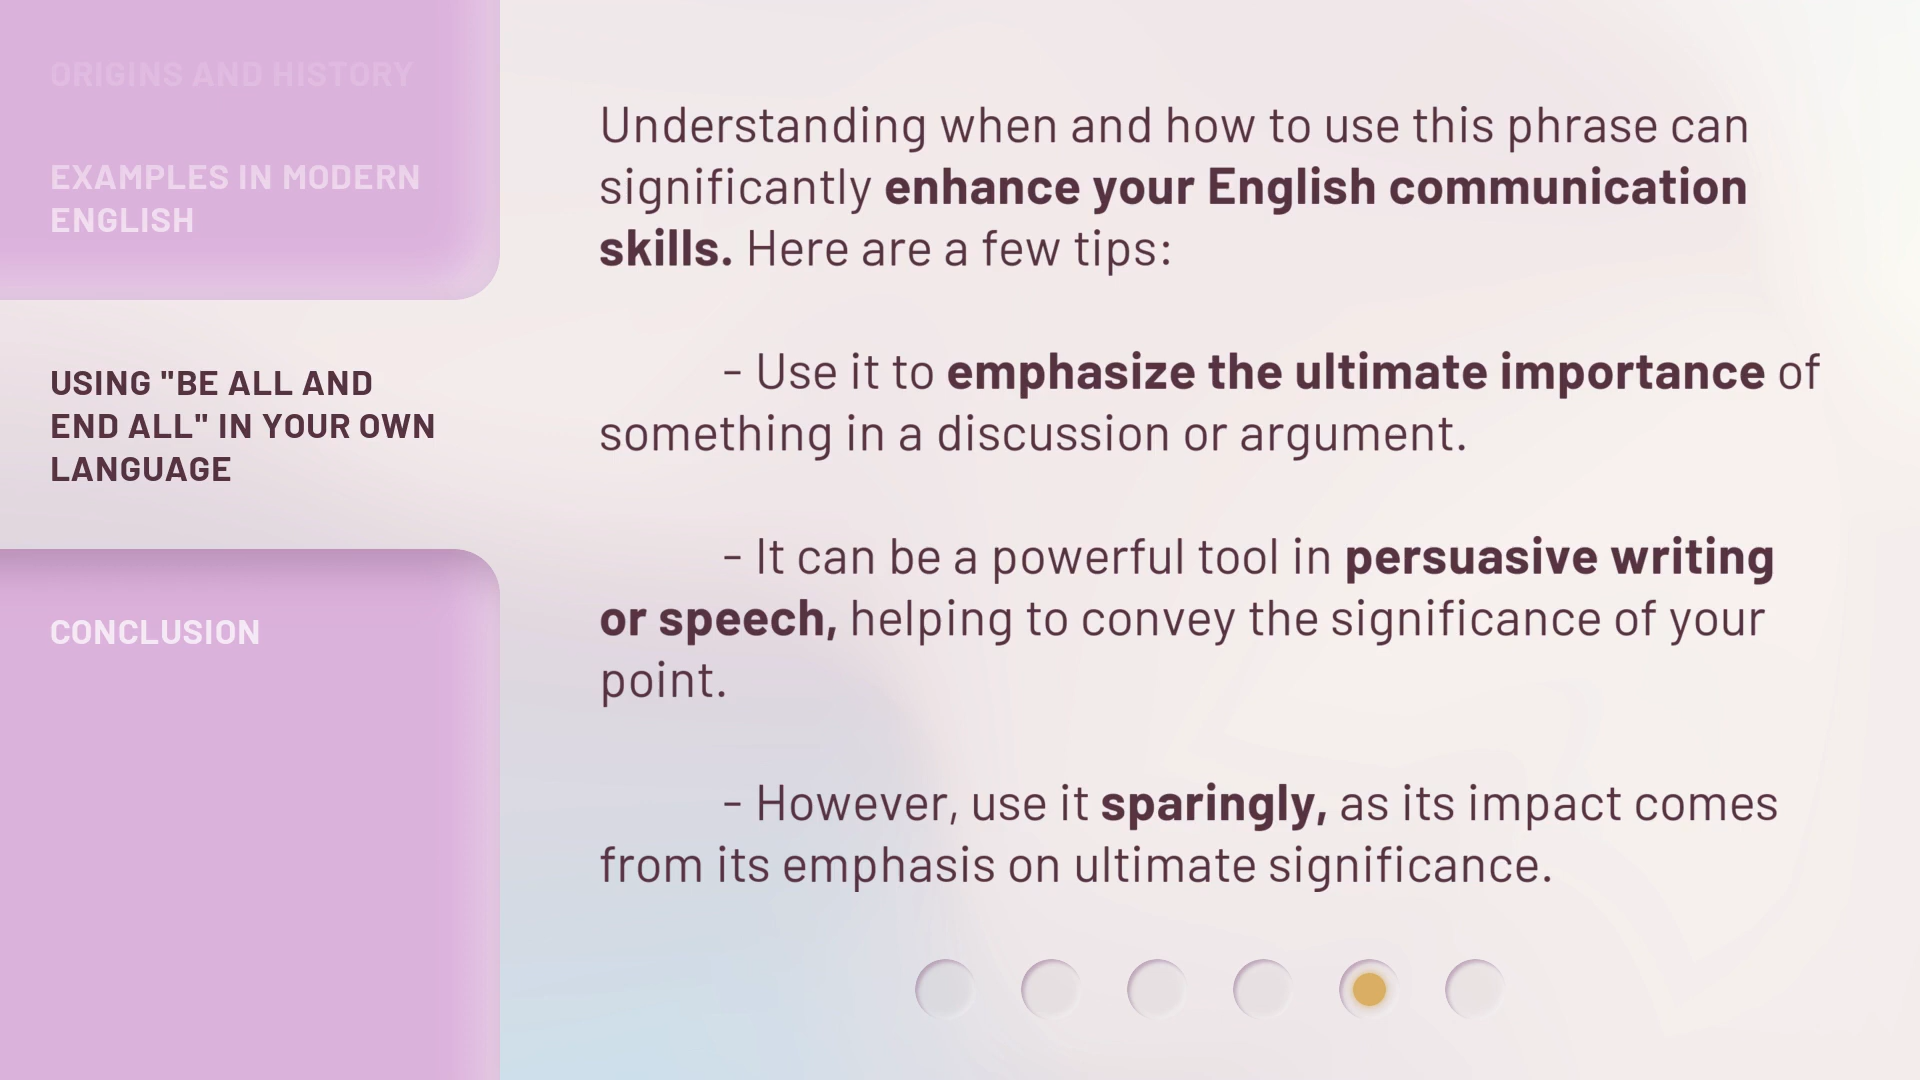 ORIGINS AND HISTORY
EXAMPLES IN MODERN
ENGLISH
USING "BE ALL AND
END ALL" IN YOUR OWN
LANGUAGE
CONCLUSION
Understanding when and how to use this phrase can
significantly enhance your English communication
skills. Here are a few tips:
- Use it to emphasize the ultimate importance of
something in a discussion or argument.
- It can be a powerful tool in persuasive writing
or speech, helping to convey the significance of your
point.
- However, use it sparingly, as its impact comes
from its emphasis on ultimate significance.